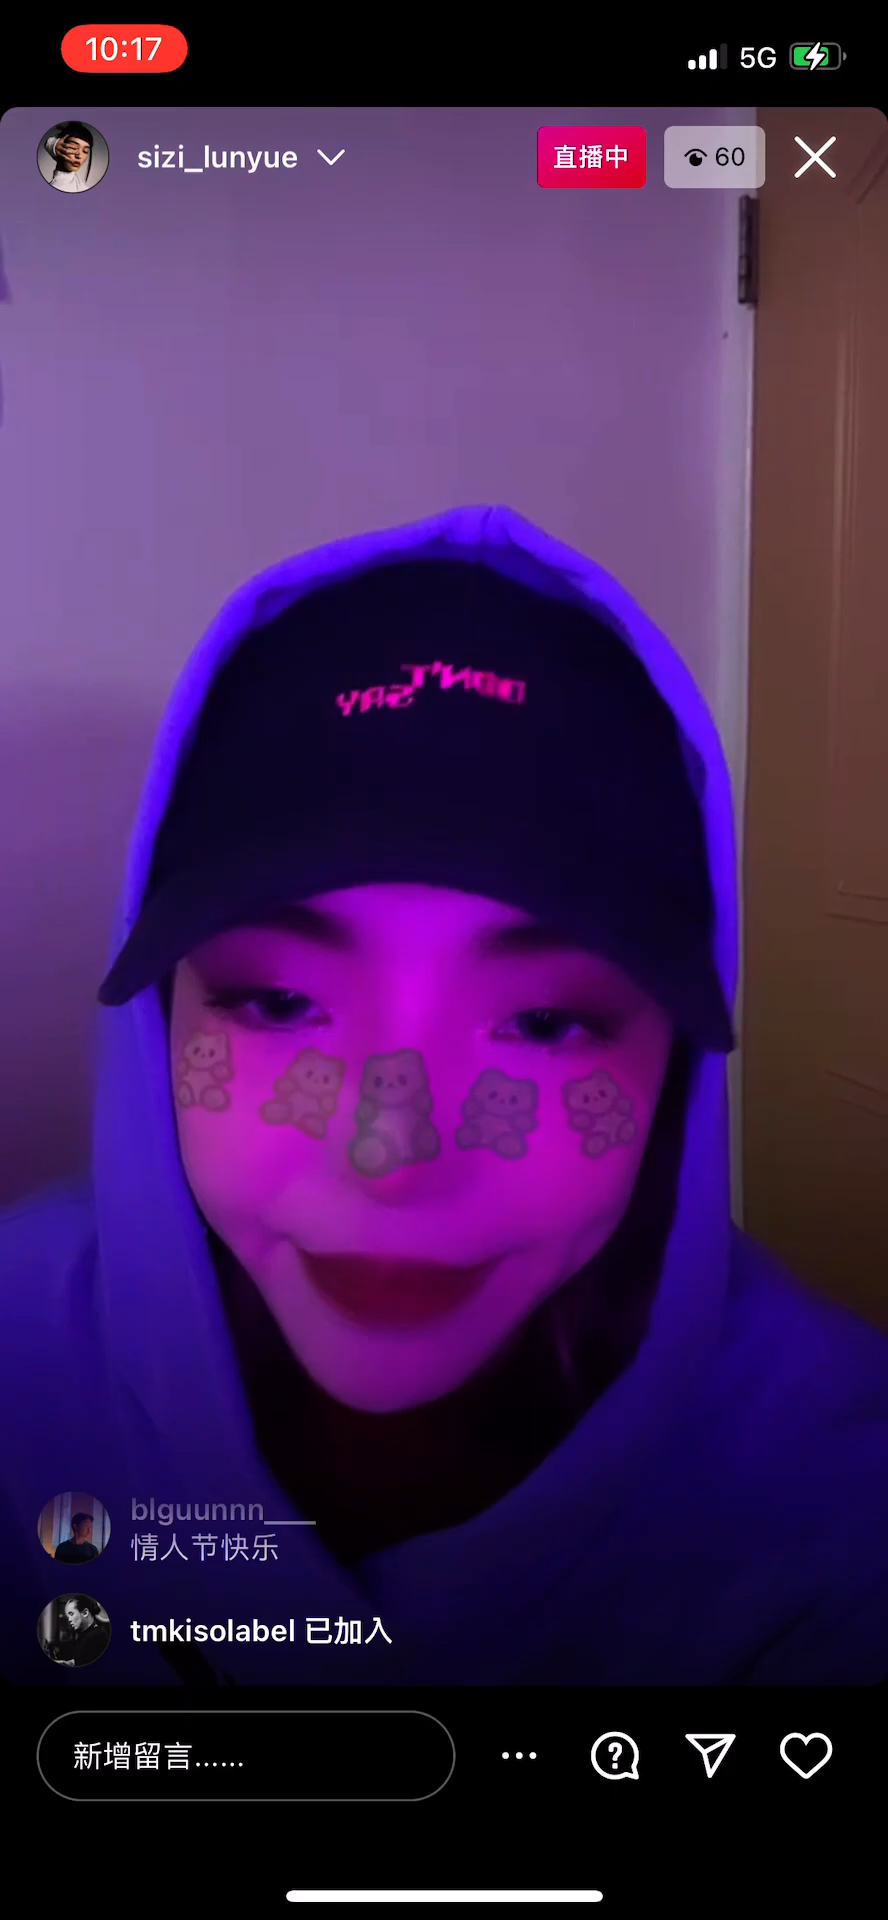 10:17
5G
sizi_lunyue
直播中
60
DON'T
SAY
blguunnn___
情人节快乐
tmkisolabel 已加入
新增留言......